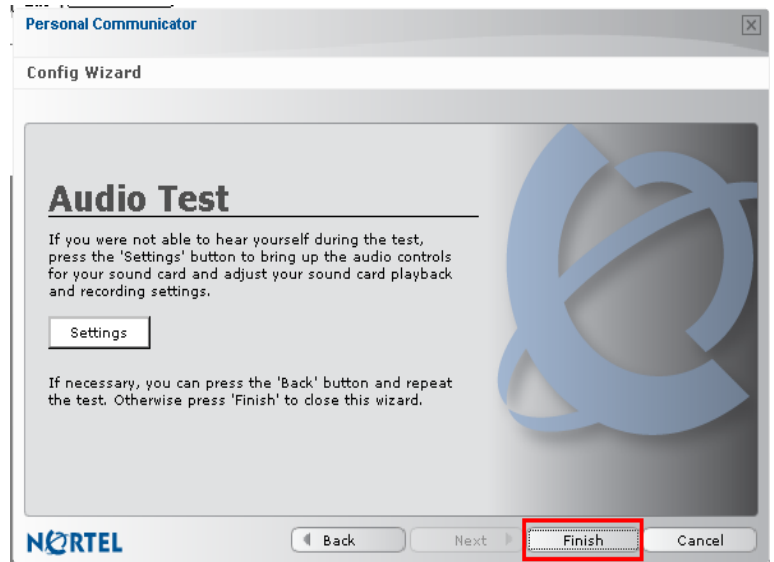 Personal Communicator
Config Wizard
Audio Test
If you were not able to hear yourself during the test,
press the 'Settings' button to bring up the audio controls
for your sound card and adjust your sound card playback
and recording settings.
Settings
If necessary, you can press the 'Back' button and repeat
the test. Otherwise press 'Finish' to close this wizard.
NORTEL
Back
Next
Finish
Cancel